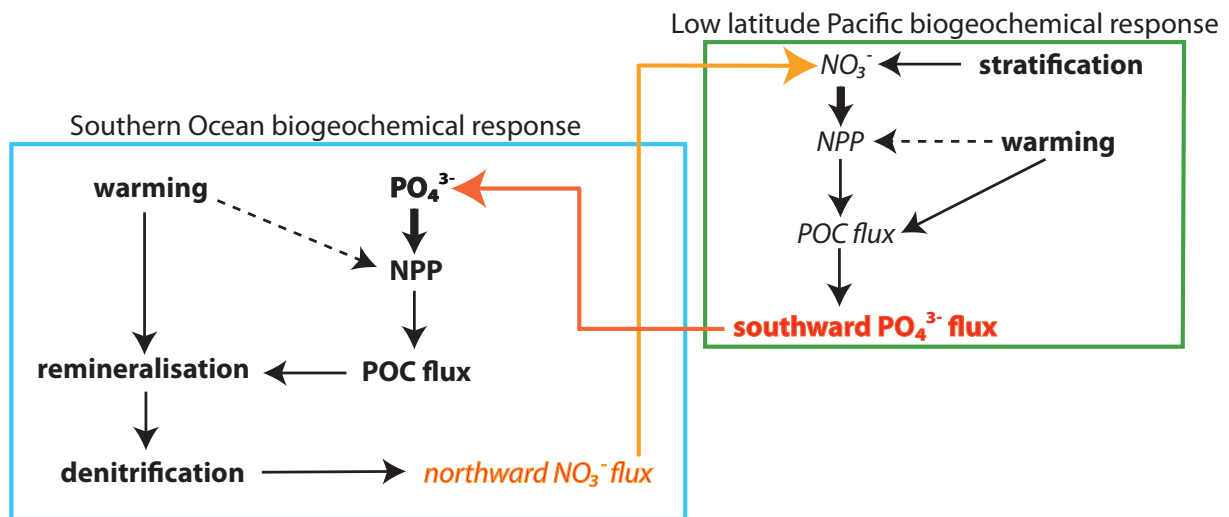 Low latitude Pacific biogeochemical response
NO₃⁻
stratification
NPP
warming
POC flux
southward PO₄³⁻ flux
Southern Ocean biogeochemical response
warming
PO₄³⁻
NPP
remineralisation
POC flux
denitrification
northward NO₃⁻ flux